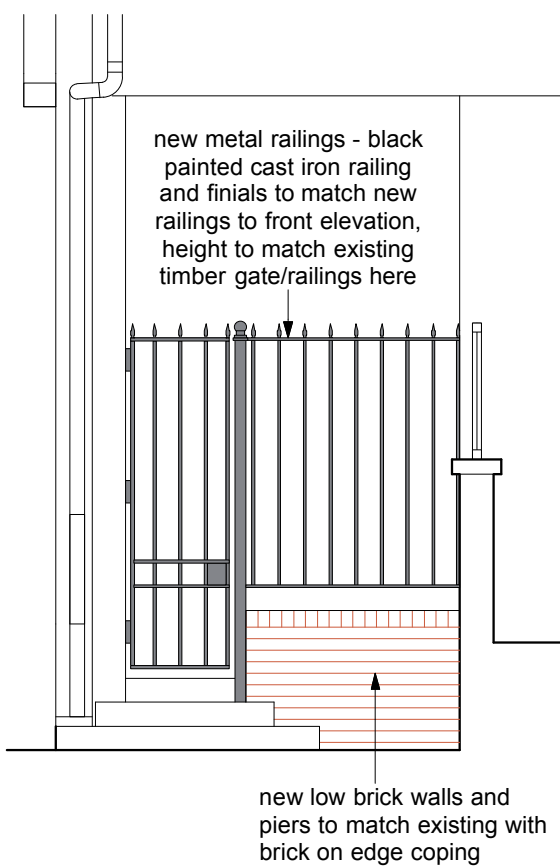 new metal railings - black
painted cast iron railing
and finials to match new
railings to front elevation,
height to match existing
timber gate/railings here
new low brick walls and
piers to match existing with
brick on edge coping